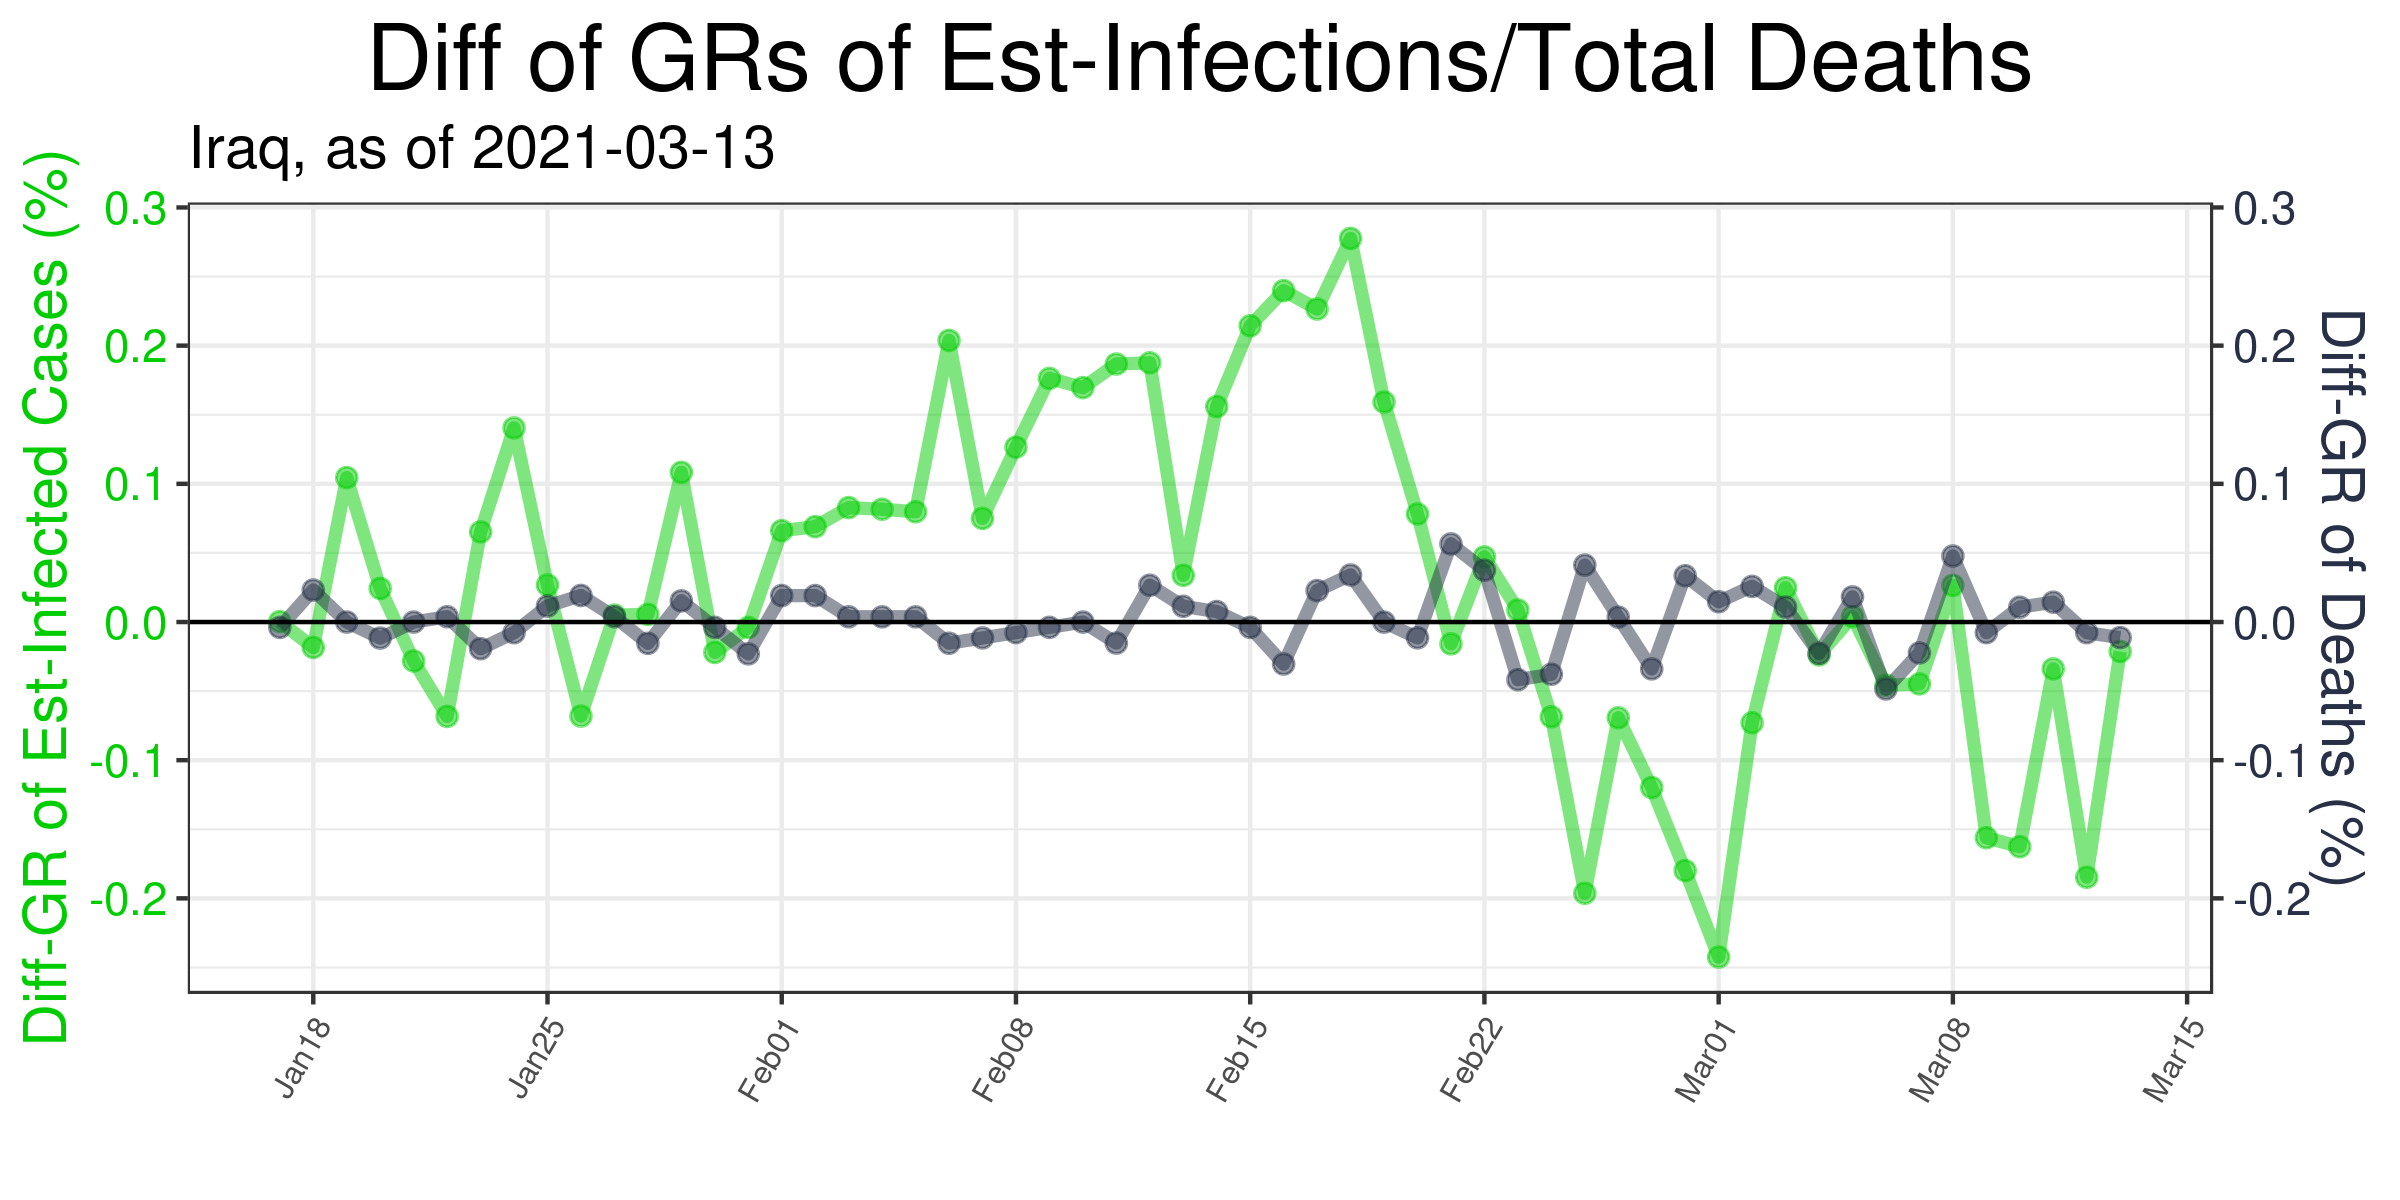 Diff of GRs of Est-Infections/Total Deaths
Iraq, as of 2021-03-13
Diff-GR of Est-Infected Cases (%)
0.3
0.2
0.1
0.0
-0.1
-0.2
0.3
0.2
0.1
0.0
-0.1
-0.2
Diff-GR of Deaths (%)
Jan18
Jan25
Feb01
Feb08
Feb15
Feb22
Mar01
Mar08
Mar15